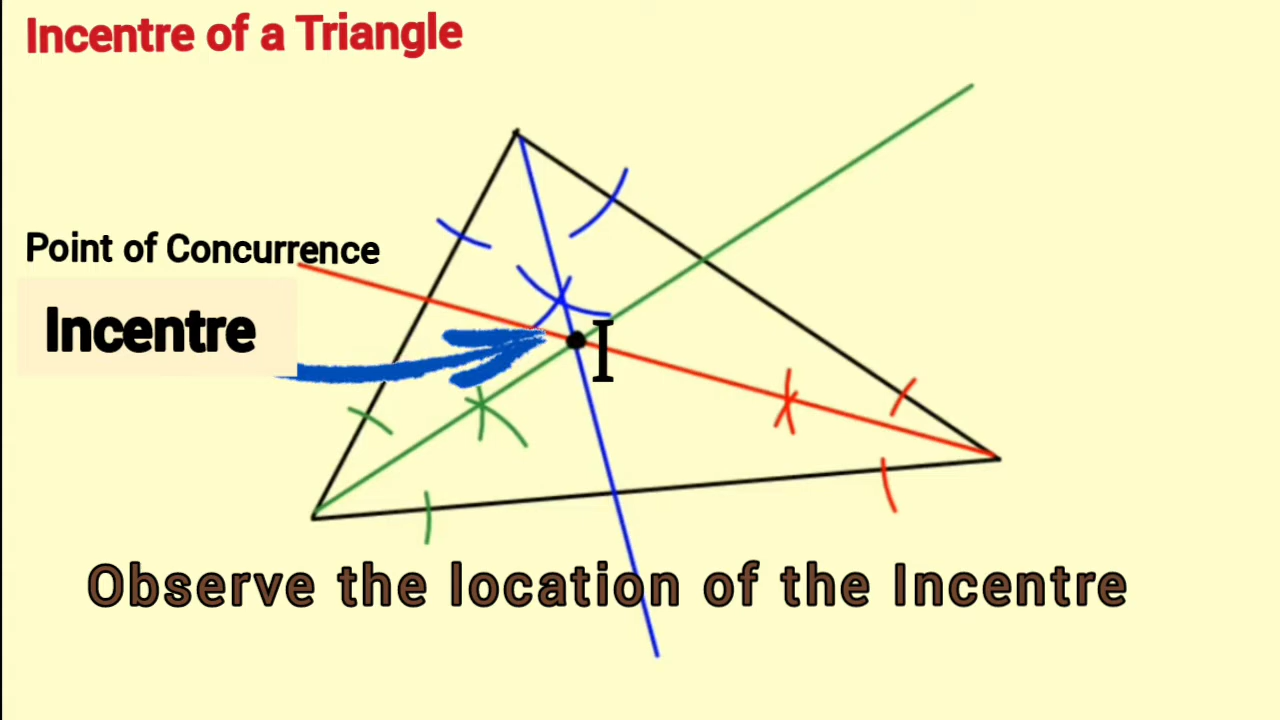 Incentre of a Triangle
Point of Concurrence
Incentre
I
Observe the location of the Incentre